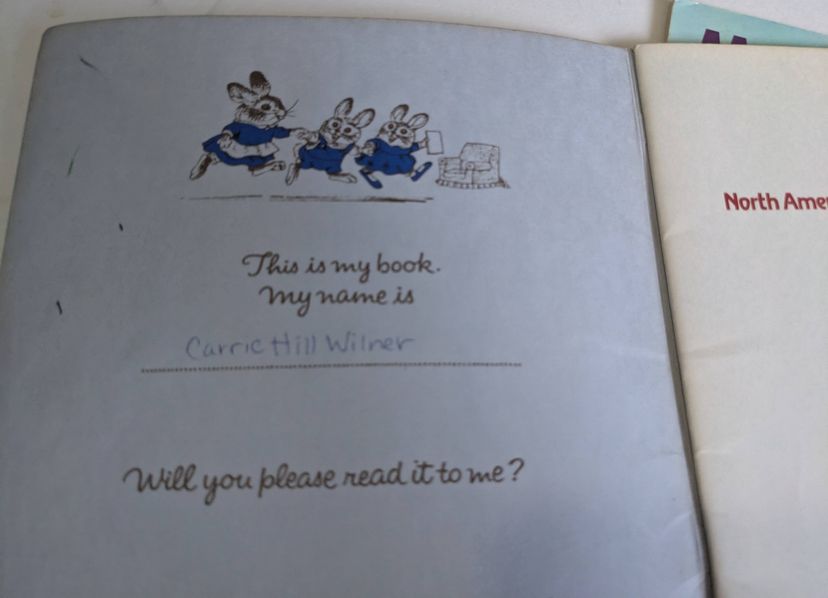 This is my book.
My name is
Carrie Hill Wilner
Will you please read it to me?
North Amer